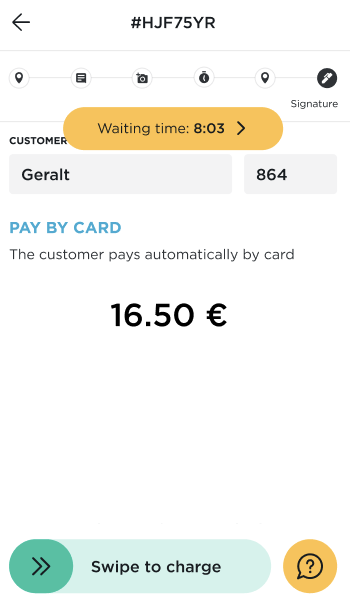 #HJF75YR
Signature
Waiting time: 8:03
CUSTOMER
Geralt 864
PAY BY CARD
The customer pays automatically by card
16.50 €
Swipe to charge